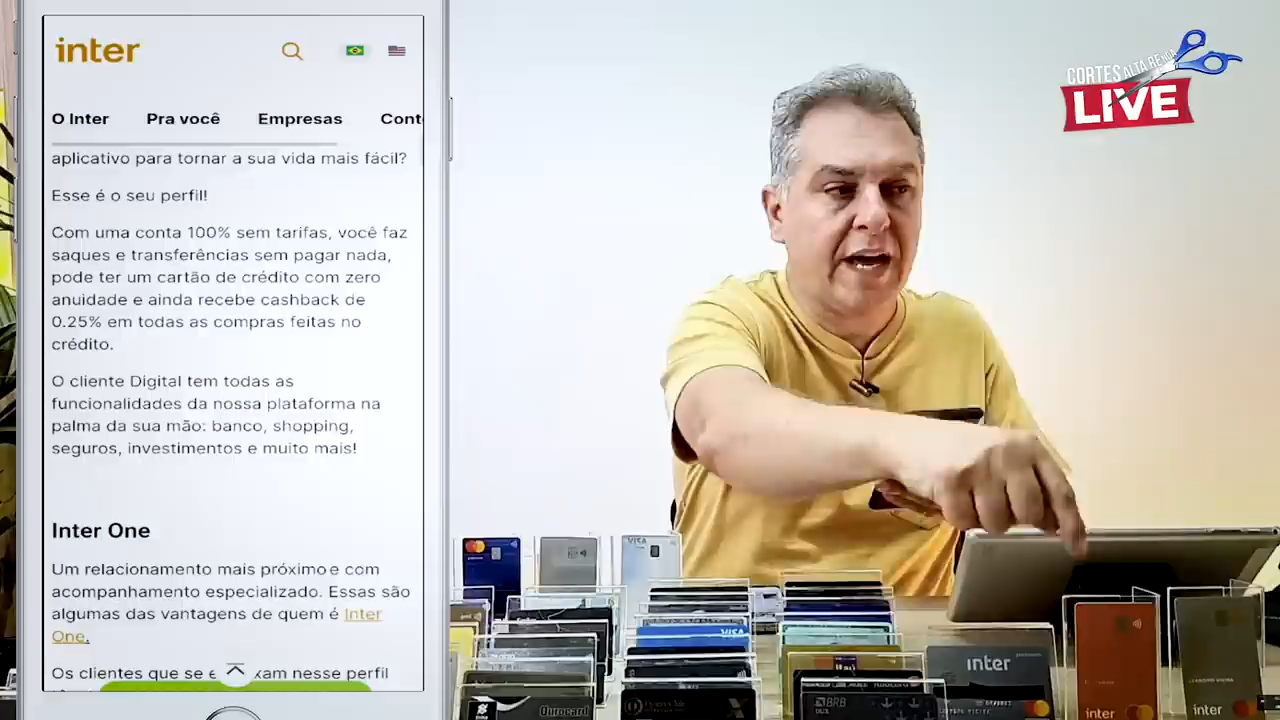 inter
O Inter Pra você Empresas Cont
aplicativo para tornar a sua vida mais fácil?
Esse é o seu perfil!
Com uma conta 100% sem tarifas, você faz
saques e transferências sem pagar nada,
pode ter um cartão de crédito com zero
anuidade e ainda recebe cashback de
0.25% em todas as compras feitas no
crédito.
O cliente Digital tem todas as
funcionalidades da nossa plataforma na
palma da sua mão: banco, shopping,
seguros, investimentos e muito mais!
Inter One
Um relacionamento mais próximo e com
acompanhamento especializado. Essas são
algumas das vantagens de quem é Inter
One.
Os clientes que se e xam nesse perfil
CORTES ALTA RENDA
LIVE
VISA
VISA
Itaú
inter
BRB
Ourocard
inter
inter